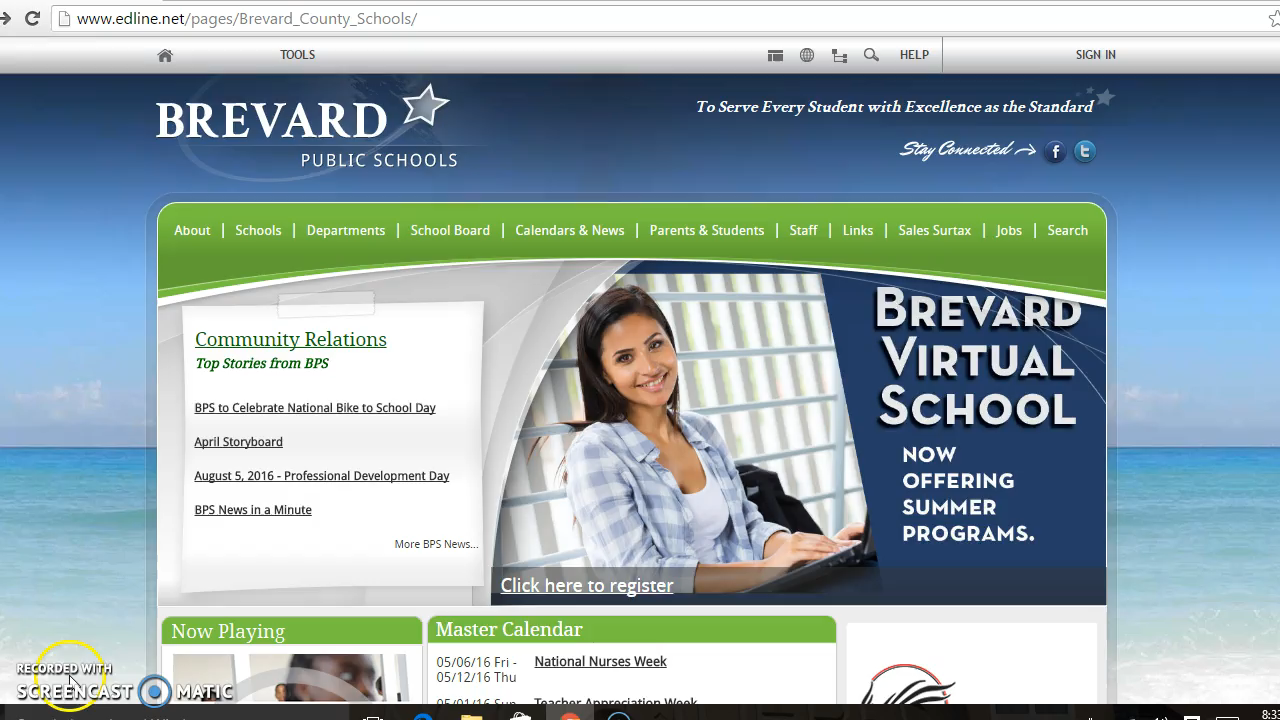 www.edline.net/pages/Brevard_County_Schools/
TOOLS
HELP
SIGN IN
BREVARD
PUBLIC SCHOOLS
To Serve Every Student with Excellence as the Standard
Stay Connected
About | Schools | Departments | School Board | Calendars & News | Parents & Students | Staff | Links | Sales Surtax | Jobs | Search
Community Relations
Top Stories from BPS
BPS to Celebrate National Bike to School Day
April Storyboard
August 5, 2016 - Professional Development Day
BPS News in a Minute
More BPS News...
BREVARD
VIRTUAL
SCHOOL
NOW
OFFERING
SUMMER
PROGRAMS.
Click here to register
Now Playing
Master Calendar
05/06/16 Fri -
05/12/16 Thu
National Nurses Week
05/01/16 Sun
Teacher Appreciation Week
RECORDED WITH
SCREENCAST MATIC